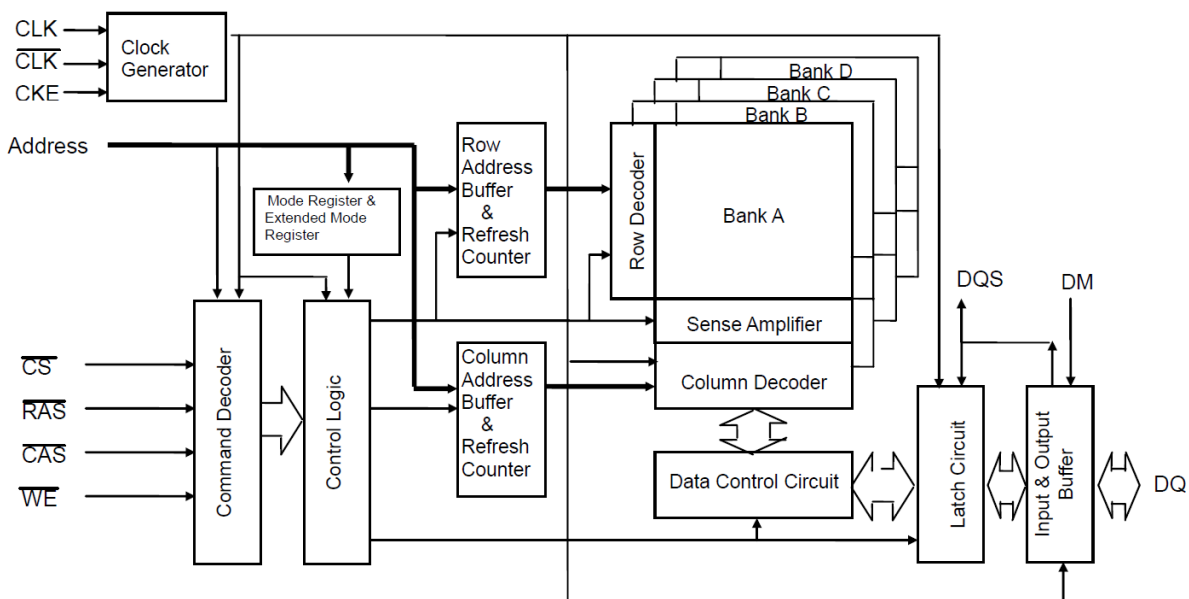 CLK
CLK
CKE
Clock
Generator
Address
Mode Register &
Extended Mode
Register
Row
Address
Buffer
&
Refresh
Counter
Bank D
Bank C
Bank B
Row Decoder
Bank A
Sense Amplifier
Column Decoder
CS
RAS
CAS
WE
Command Decoder
Control Logic
Column
Address
Buffer
&
Refresh
Counter
Data Control Circuit
DQS
DM
Latch Circuit
Input & Output
Buffer
DQ